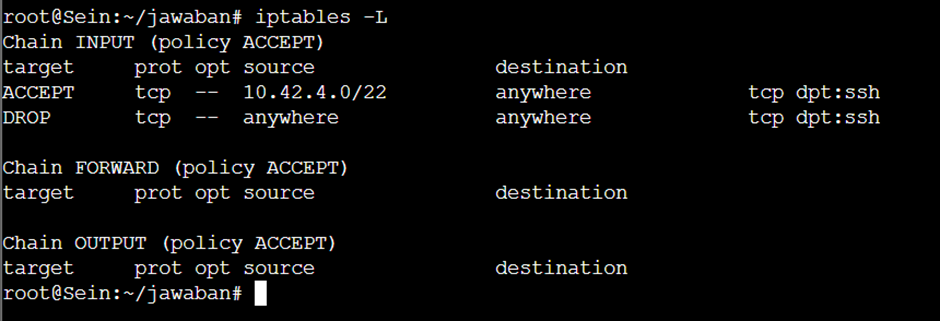 root@Sein:~/jawaban# iptables -L
Chain INPUT (policy ACCEPT)
target     prot opt source               destination
ACCEPT     tcp  --  10.42.4.0/22         anywhere             tcp dpt:ssh
DROP       tcp  --  anywhere             anywhere             tcp dpt:ssh

Chain FORWARD (policy ACCEPT)
target     prot opt source               destination

Chain OUTPUT (policy ACCEPT)
target     prot opt source               destination
root@Sein:~/jawaban#